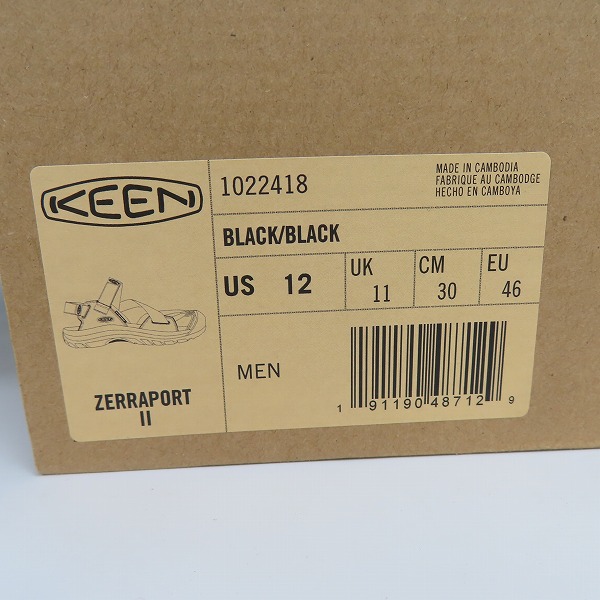 KEEN
1022418
MADE IN CAMBODIA
FABRIQUE AU CAMBODGE
HECHO EN CAMBOYA
BLACK/BLACK
US 12
UK
11
CM
30
EU
46
KEEN
ZERRAPORT
II
MEN
1 91190 48712 9